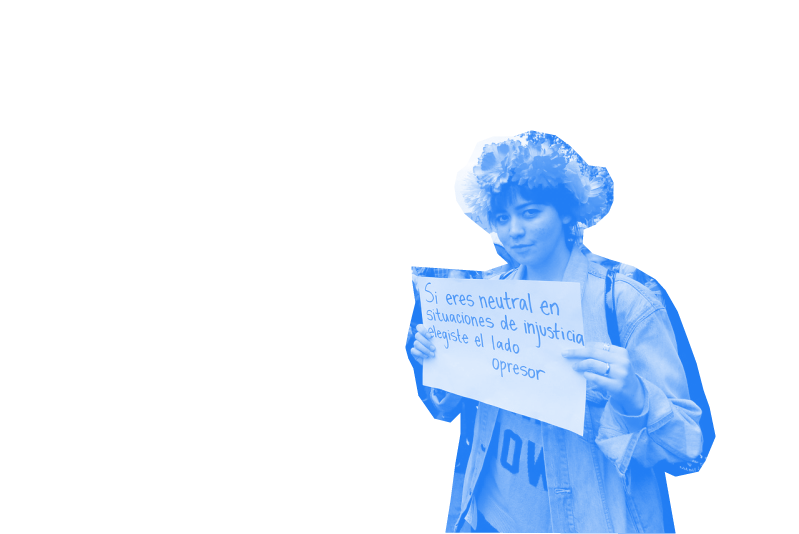 Si eres neutral en
situaciones de injusticia
elegiste el lado
opresor